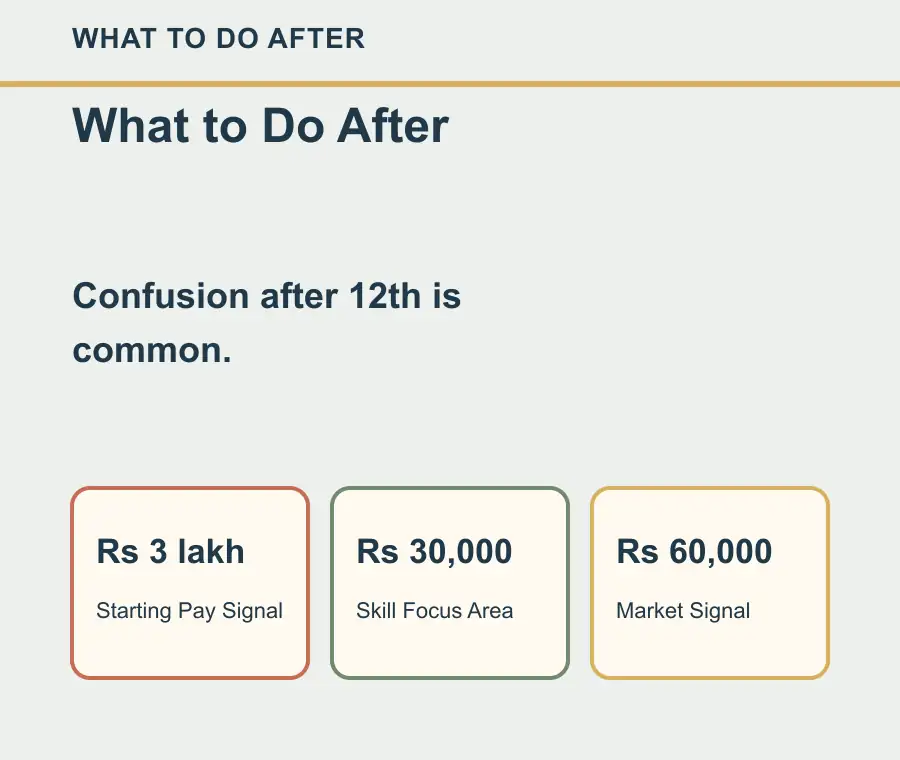 WHAT TO DO AFTER
What to Do After
Confusion after 12th is
common.
Rs 3 lakh
Starting Pay Signal
Rs 30,000
Skill Focus Area
Rs 60,000
Market Signal